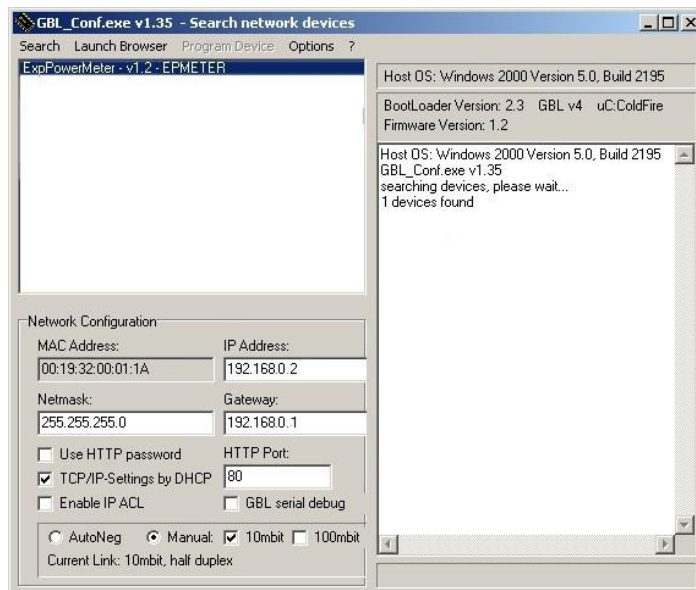 GBL_Conf.exe v1.35 - Search network devices
Search Launch Browser Program Device Options ?
ExpPowerMeter - v1.2 - EPMETER
Host OS: Windows 2000 Version 5.0, Build 2195
BootLoader Version: 2.3 GBL v4 uC:ColdFire
Firmware Version: 1.2
Host OS: Windows 2000 Version 5.0, Build 2195
GBL_Conf.exe v1.35
searching devices, please wait...
1 devices found
Network Configuration
MAC Address: IP Address:
00:19:32:00:01:1A 192.168.0.2
Netmask: Gateway:
255.255.255.0 192.168.0.1
Use HTTP password HTTP Port:
TCP/IP-Settings by DHCP 80
Enable IP ACL GBL serial debug
AutoNeg Manual: 10mbit 100mbit
Current Link: 10mbit, half duplex